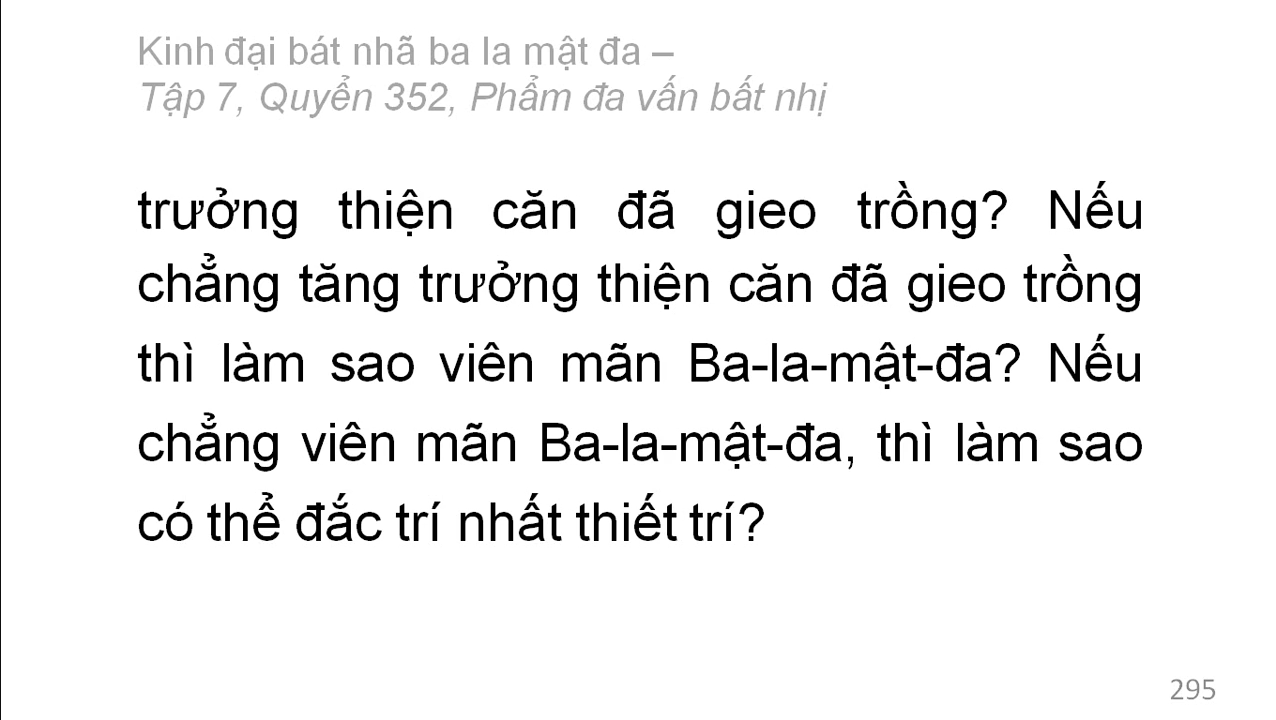 Kinh đại bát nhã ba la mật đa –
Tập 7, Quyển 352, Phẩm đa vấn bất nhị
trưởng thiện căn đã gieo trồng? Nếu
chẳng tăng trưởng thiện căn đã gieo trồng
thì làm sao viên mãn Ba-la-mật-đa? Nếu
chẳng viên mãn Ba-la-mật-đa, thì làm sao
có thể đắc trí nhất thiết trí?
295